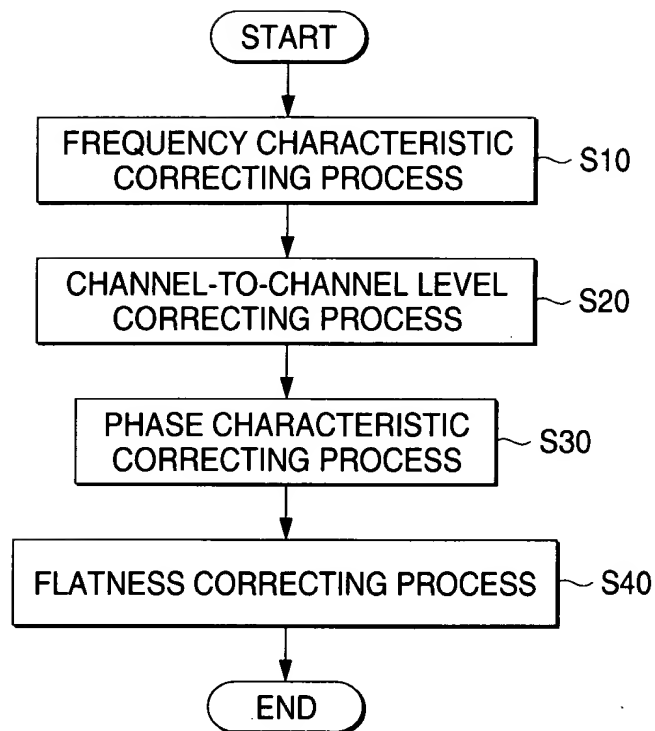 START
FREQUENCY CHARACTERISTIC
CORRECTING PROCESS
S10
CHANNEL-TO-CHANNEL LEVEL
CORRECTING PROCESS
S20
PHASE CHARACTERISTIC
CORRECTING PROCESS
S30
FLATNESS CORRECTING PROCESS
S40
END